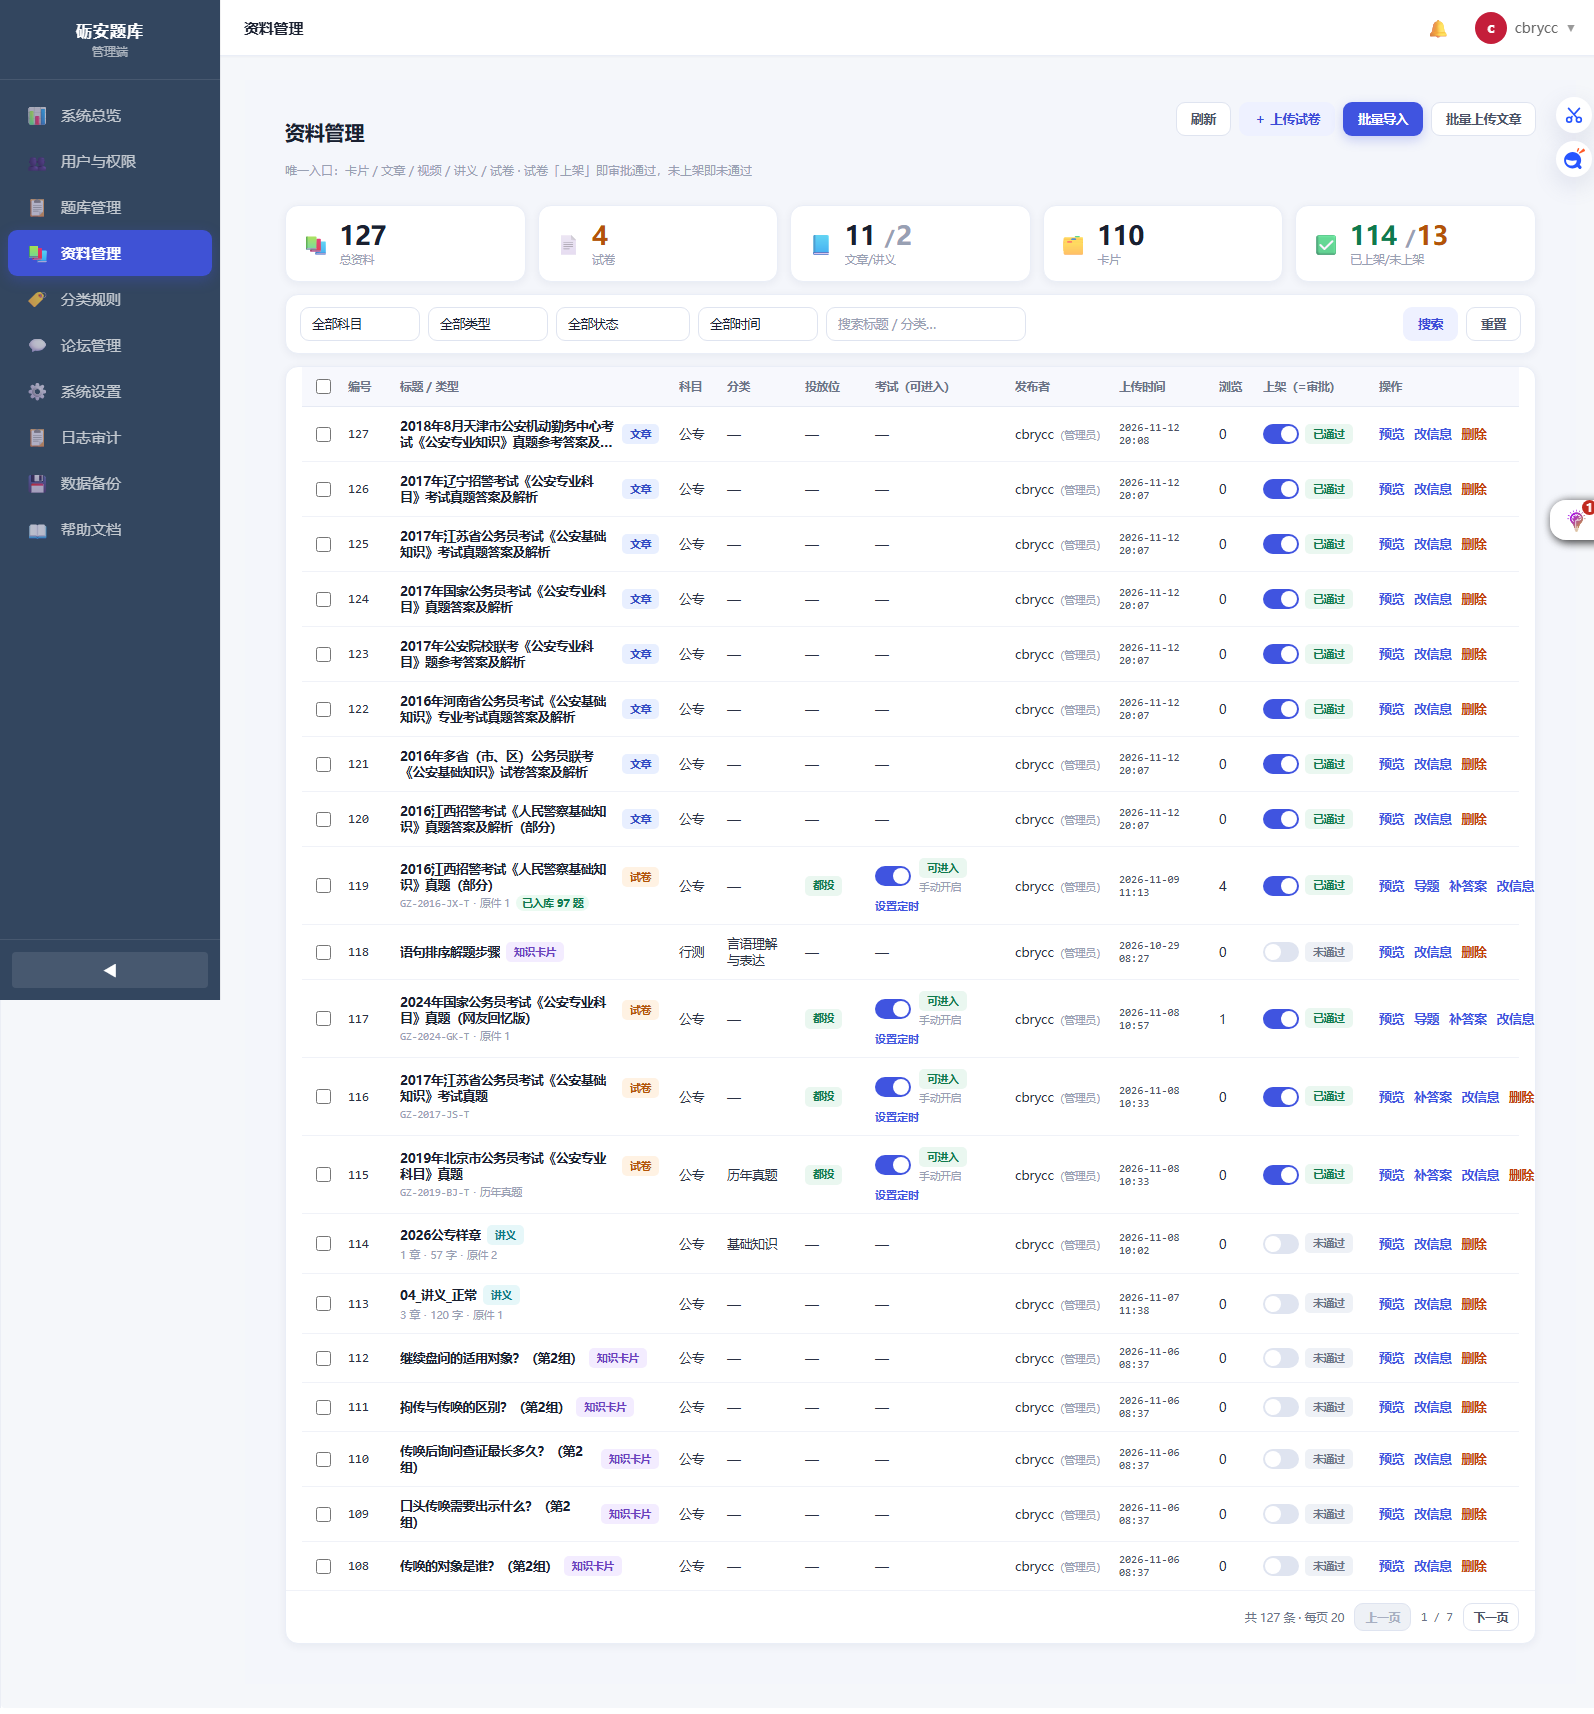 砺安题库
管理端
系统总览
用户与权限
题库管理
资料管理
分类规则
论坛管理
系统设置
日志审计
数据备份
帮助文档
◀
资料管理
c
cbrycc ▼
资料管理
唯一入口：卡片 / 文章 / 视频 / 讲义 / 试卷 · 试卷「上架」即审批通过，未上架即未通过
刷新
+ 上传试卷
批量导入
批量上传文章
127
总资料
4
试卷
11 /2
文章/讲义
110
卡片
114 /13
已上架/未上架
全部科目
全部类型
全部状态
全部时间
搜索标题 / 分类...
搜索
重置
编号 标题 / 类型 科目 分类 投放位 考试（可进入） 发布者 上传时间 浏览 上架（=审批） 操作
127 2018年8月天津市公安机动勤务中心考 文章 公专 — — — cbrycc (管理员) 2026-11-12 0 已通过 预览 改信息 删除
试《公安专业知识》真题参考答案及... 20:08
126 2017年辽宁招警考试《公安专业科 文章 公专 — — — cbrycc (管理员) 2026-11-12 0 已通过 预览 改信息 删除
目》考试真题答案及解析 20:07
125 2017年江苏省公务员考试《公安基础 文章 公专 — — — cbrycc (管理员) 2026-11-12 0 已通过 预览 改信息 删除
知识》考试真题答案及解析 20:07
124 2017年国家公务员考试《公安专业科 文章 公专 — — — cbrycc (管理员) 2026-11-12 0 已通过 预览 改信息 删除
目》真题答案及解析 20:07
123 2017年公安院校联考《公安专业科 文章 公专 — — — cbrycc (管理员) 2026-11-12 0 已通过 预览 改信息 删除
目》题参考答案及解析 20:07
122 2016年河南省公务员考试《公安基础 文章 公专 — — — cbrycc (管理员) 2026-11-12 0 已通过 预览 改信息 删除
知识》专业考试真题答案及解析 20:07
121 2016年多省（市、区）公务员联考 文章 公专 — — — cbrycc (管理员) 2026-11-12 0 已通过 预览 改信息 删除
《公安基础知识》试卷答案及解析 20:07
120 2016江西招警考试《人民警察基础知 文章 公专 — — — cbrycc (管理员) 2026-11-12 0 已通过 预览 改信息 删除
识》真题答案及解析（部分） 20:07
119 2016江西招警考试《人民警察基础知 试卷 公专 — 都投 可进入 cbrycc (管理员) 2026-11-09 4 已通过 预览 导题 补答案 改信息
识》真题（部分） 手动开启 11:13
GZ-2016-JX-T · 原件 1 已入库 97 题 设置定时
118 语句排序解题步骤 知识卡片 行测 言语理解 — — cbrycc (管理员) 2026-10-29 0 未通过 预览 改信息 删除
与表达 08:27
117 2024年国家公务员考试《公安专业科 试卷 公专 — 都投 可进入 cbrycc (管理员) 2026-11-08 1 已通过 预览 导题 补答案 改信息
目》真题（网友回忆版） 手动开启 10:57
GZ-2024-GK-T · 原件 1 设置定时
116 2017年江苏省公务员考试《公安基础 试卷 公专 — 都投 可进入 cbrycc (管理员) 2026-11-08 0 已通过 预览 补答案 改信息 删除
知识》考试真题 手动开启 10:33
GZ-2017-JS-T 设置定时
115 2019年北京市公务员考试《公安专业 试卷 公专 历年真题 都投 可进入 cbrycc (管理员) 2026-11-08 0 已通过 预览 补答案 改信息 删除
科目》真题 手动开启 10:33
GZ-2019-BJ-T · 历年真题 设置定时
114 2026公专样章 讲义 公专 基础知识 — — cbrycc (管理员) 2026-11-08 0 未通过 预览 改信息 删除
1 章 · 57 字 · 原件 2 10:02
113 04_讲义_正常 讲义 公专 — — — cbrycc (管理员) 2026-11-07 0 未通过 预览 改信息 删除
3 章 · 120 字 · 原件 1 11:38
112 继续盘问的适用对象？（第2组） 知识卡片 公专 — — — cbrycc (管理员) 2026-11-06 0 未通过 预览 改信息 删除
08:37
111 拘传与传唤的区别？（第2组） 知识卡片 公专 — — — cbrycc (管理员) 2026-11-06 0 未通过 预览 改信息 删除
08:37
110 传唤后询问查证最长多久？（第2 知识卡片 公专 — — — cbrycc (管理员) 2026-11-06 0 未通过 预览 改信息 删除
组） 08:37
109 口头传唤需要出示什么？（第2 知识卡片 公专 — — — cbrycc (管理员) 2026-11-06 0 未通过 预览 改信息 删除
组） 08:37
108 传唤的对象是谁？（第2组） 知识卡片 公专 — — — cbrycc (管理员) 2026-11-06 0 未通过 预览 改信息 删除
08:37
共 127 条 · 每页 20 上一页 1 / 7 下一页
1